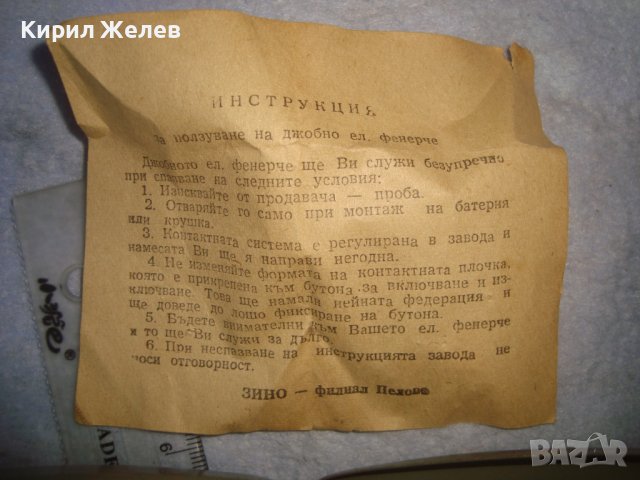 Кирил Желев
ИНСТРУКЦИЯ
за ползуване на джобно ел. фенерче
Джобното ел. фенерче ще Ви служи безупречно
при спазване на следните условия:
1. Изисквайте от продавача — проба.
2. Отваряйте го само при монтаж на батерия
или крушка.
3. Контактната система е регулирана в завода и
намесата Ви ще я направи негодна.
4. Не изменяйте формата на контактната плочка,
която е прикрепена към бутона за включване и из-
ключване. Това ще намали нейната федерация и
ще доведе до лошо фиксиране на бутона.
5. Бъдете внимателни към Вашето ел. фенерче
и то ще Ви служи за дълго.
6. При неспазване на инструкцията завода не
носи отговорност.
ЗИНО — филиал Пелово
ADE
6
BAZAR